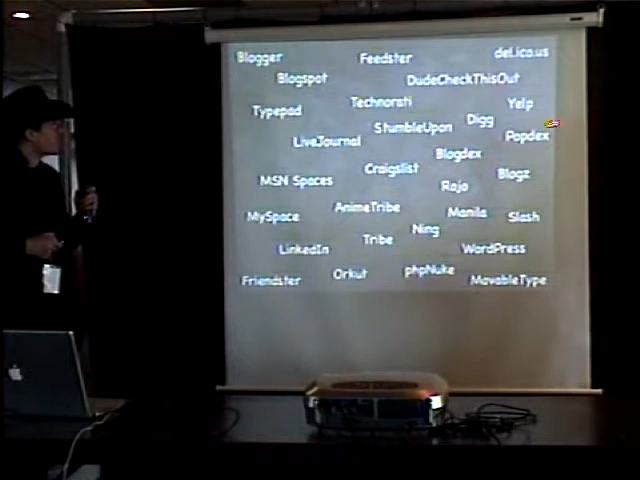 Blogger Feedster del.ico.us
Blogspot DudeCheckThisOut
Typepad Technorati Yelp
LiveJournal StumbleUpon Digg Popdex
Craigslist Blogdex
MSN Spaces Rojo Blogz
MySpace AnimeTribe Manila Slash
LinkedIn Tribe Ning WordPress
Friendster Orkut phpNuke MovableType